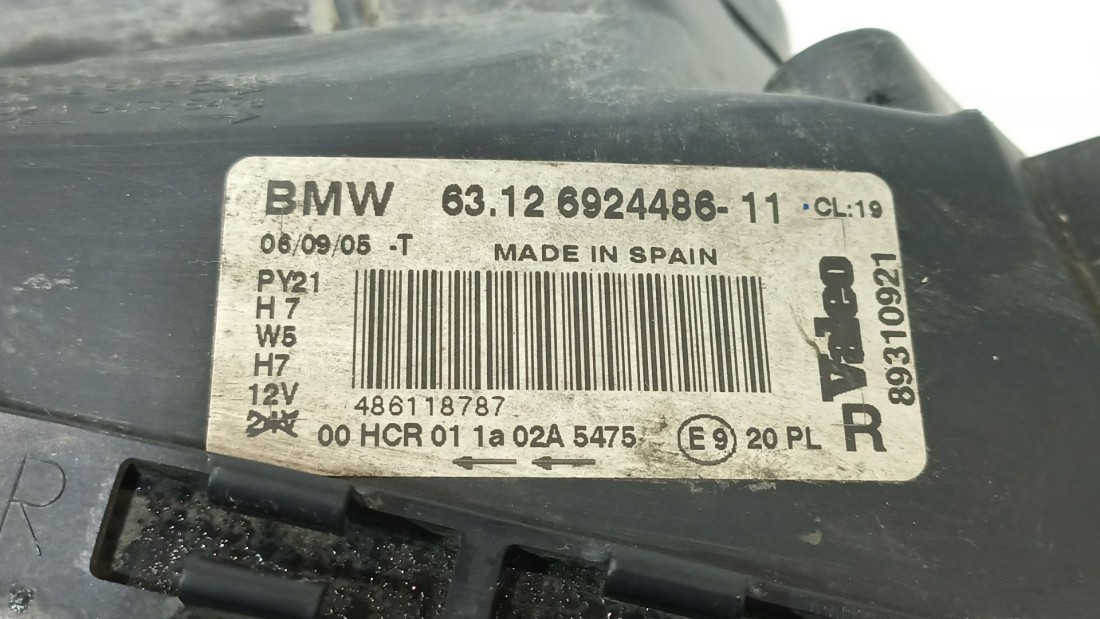 BMW 63.12 6924486-11 CL:19
06/09/05 -T MADE IN SPAIN
PY21
H7
W5
H7
12V
486118787
00 HCR 01 1a 02A 5475 E9 20 PL R
Valeo
89310921
R